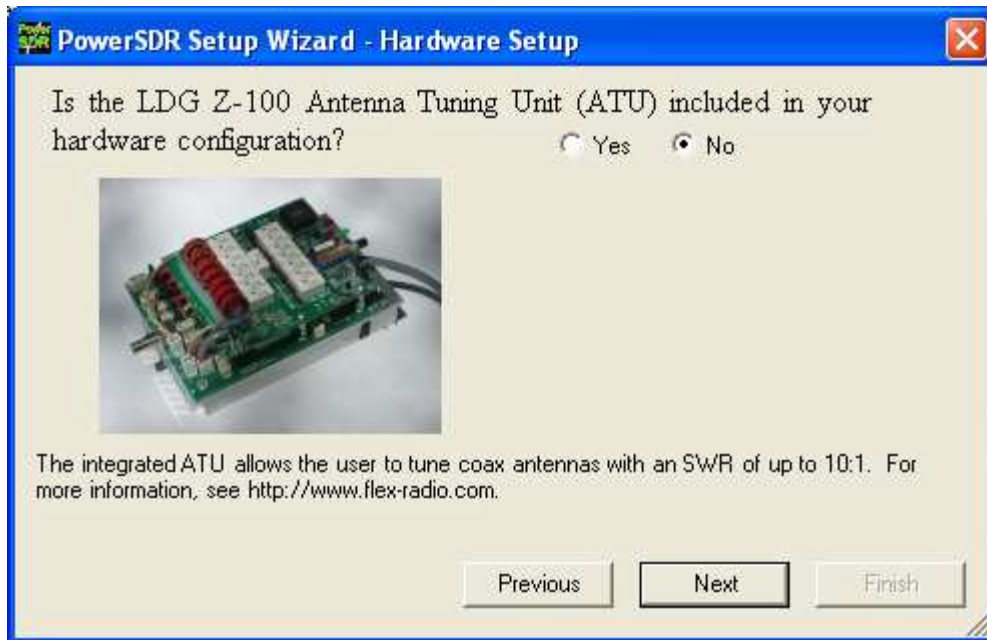 Power SDR PowerSDR Setup Wizard - Hardware Setup
Is the LDG Z-100 Antenna Tuning Unit (ATU) included in your
hardware configuration?
Yes No
The integrated ATU allows the user to tune coax antennas with an SWR of up to 10:1. For
more information, see http://www.flex-radio.com.
Previous Next Finish